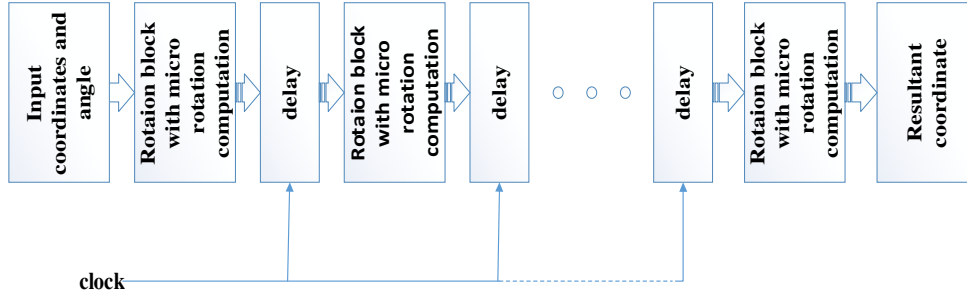 Input
coordinates and
angle
Rotaion block
with micro
rotation
computation
delay
Rotaion block
with micro
rotation
computation
delay
delay
Rotaion block
with micro
rotation
computation
Resultant
coordinate
clock